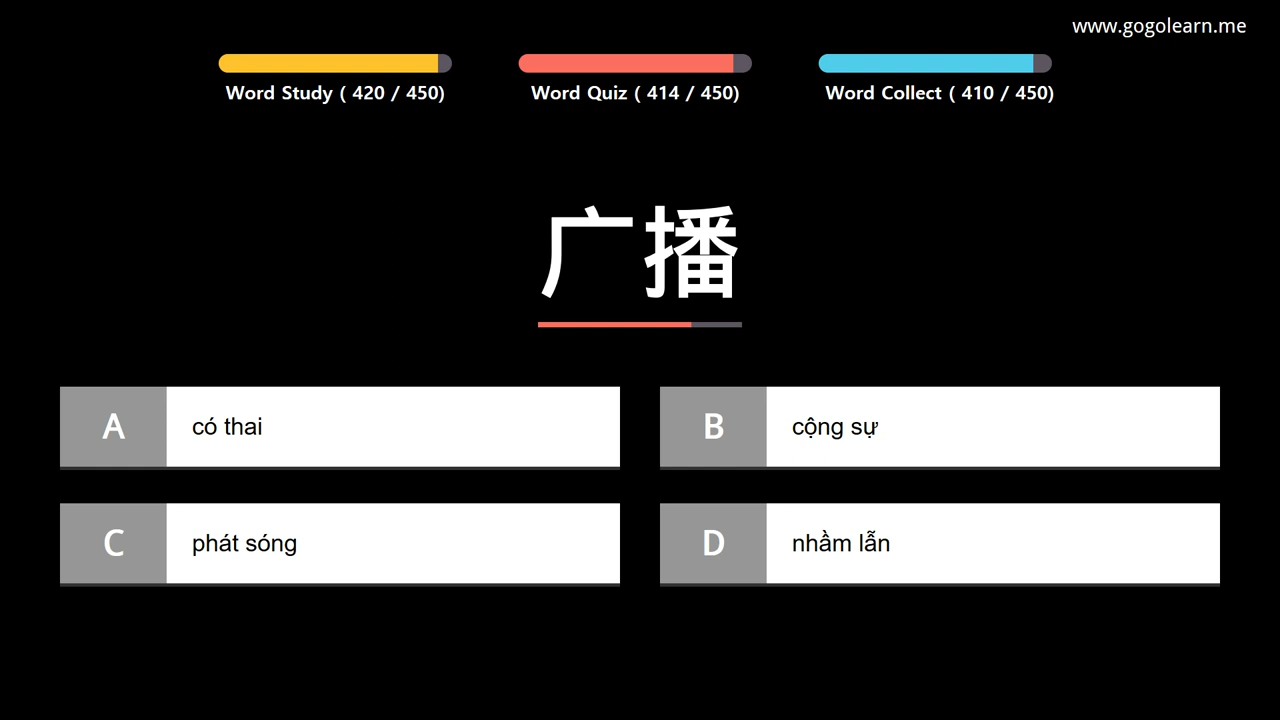 www.gogolearn.me
Word Study ( 420 / 450)
Word Quiz ( 414 / 450)
Word Collect ( 410 / 450)
广播
A có thai
B cộng sự
C phát sóng
D nhầm lẫn